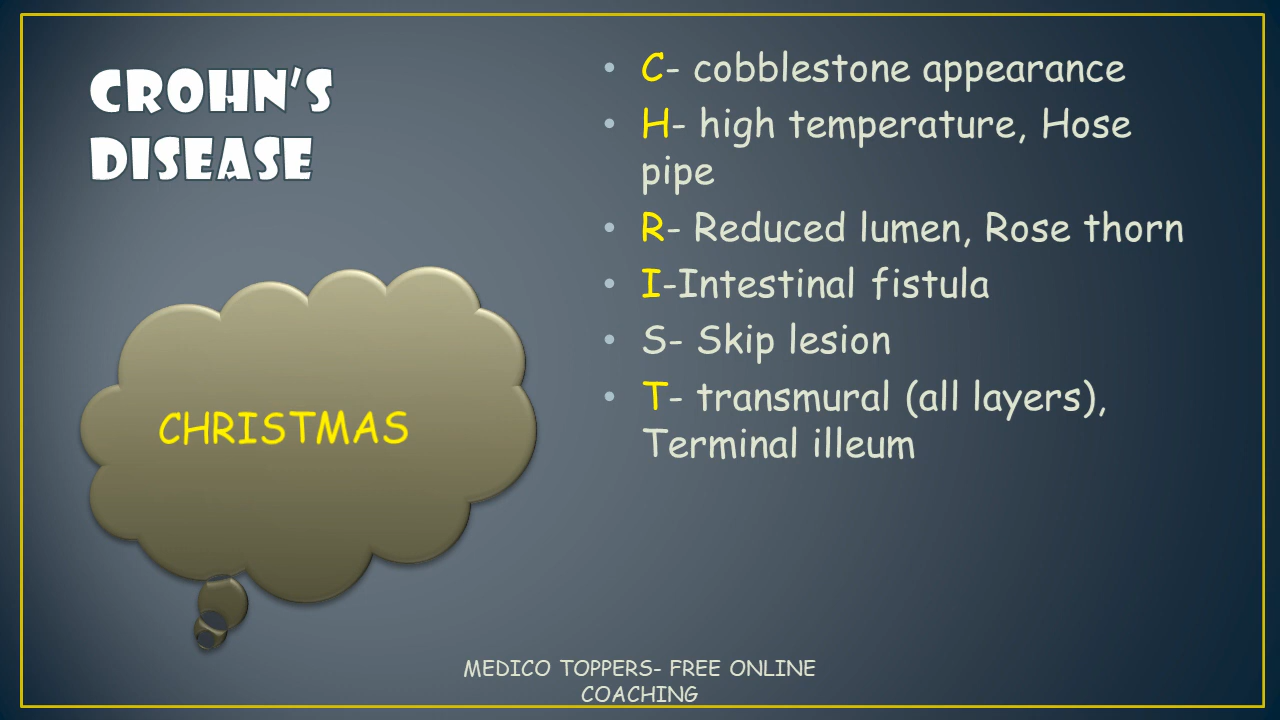 CROHN'S
DISEASE
• C- cobblestone appearance
• H- high temperature, Hose
pipe
• R- Reduced lumen, Rose thorn
• I-Intestinal fistula
• S- Skip lesion
• T- transmural (all layers),
Terminal illeum
CHRISTMAS
MEDICO TOPPERS- FREE ONLINE
COACHING